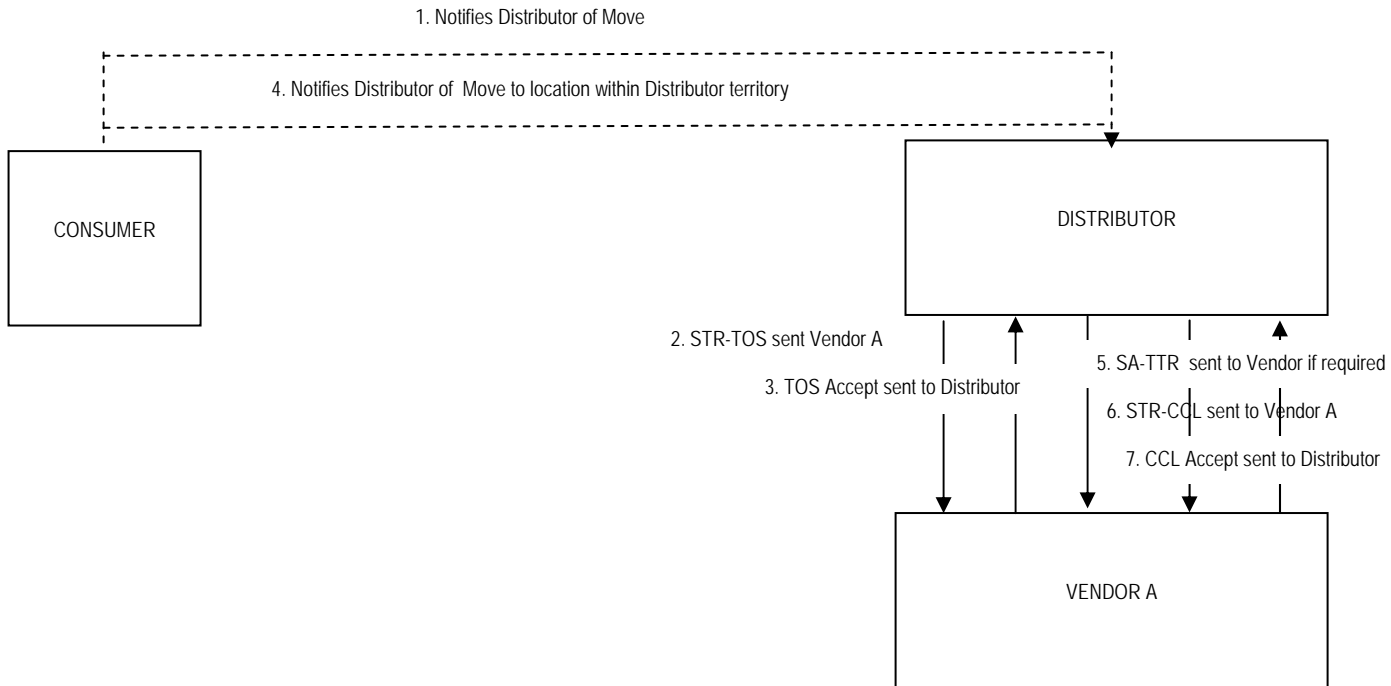 1. Notifies Distributor of Move
4. Notifies Distributor of Move to location within Distributor territory
CONSUMER
DISTRIBUTOR
2. STR-TOS sent Vendor A
3. TOS Accept sent to Distributor
5. SA-TTR sent to Vendor if required
6. STR-CCL sent to Vendor A
7. CCL Accept sent to Distributor
VENDOR A